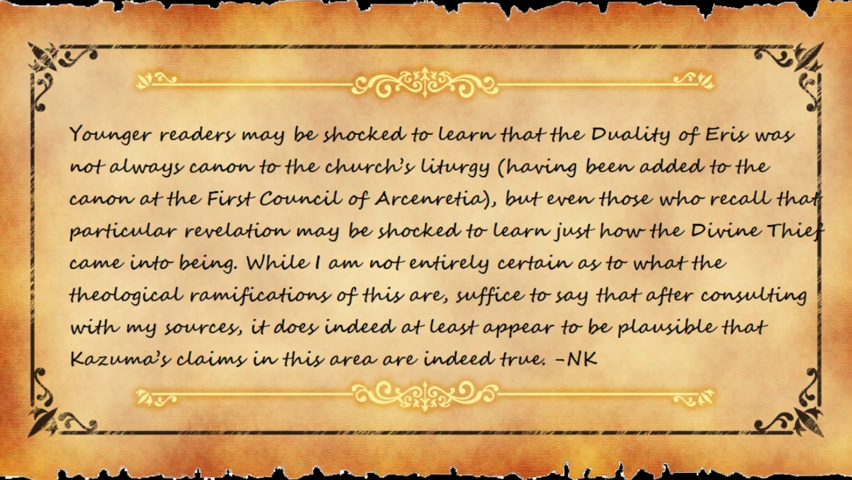 Younger readers may be shocked to learn that the Duality of Eris was
not always canon to the church's liturgy (having been added to the
canon at the First Council of Arcenretia), but even those who recall that
particular revelation may be shocked to learn just how the Divine Thief
came into being. While I am not entirely certain as to what the
theological ramifications of this are, suffice to say that after consulting
with my sources, it does indeed at least appear to be plausible that
Kazuma's claims in this area are indeed true. -NK